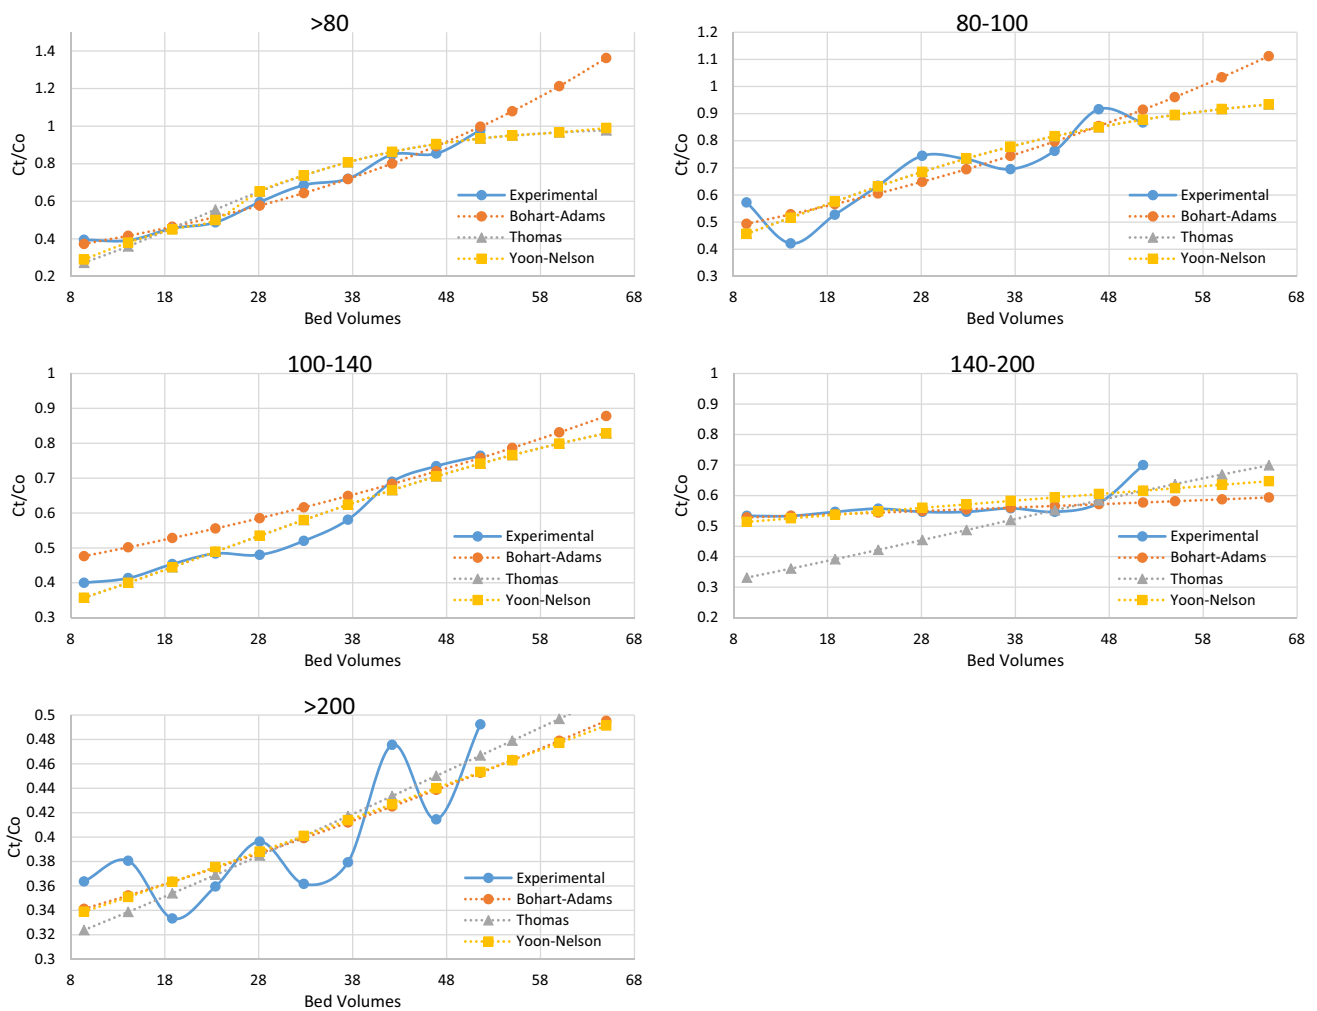 >80
Ct/Co
1.4
1.2
1
0.8
0.6
0.4
0.2
8 18 28 38 48 58 68
Bed Volumes
Experimental
Bohart-Adams
Thomas
Yoon-Nelson
80-100
Ct/Co
1.2
1.1
1
0.9
0.8
0.7
0.6
0.5
0.4
0.3
8 18 28 38 48 58 68
Bed Volumes
Experimental
Bohart-Adams
Thomas
Yoon-Nelson
100-140
Ct/Co
1
0.9
0.8
0.7
0.6
0.5
0.4
0.3
8 18 28 38 48 58 68
Bed Volumes
Experimental
Bohart-Adams
Thomas
Yoon-Nelson
140-200
Ct/Co
1
0.9
0.8
0.7
0.6
0.5
0.4
0.3
0.2
8 18 28 38 48 58 68
Bed Volumes
Experimental
Bohart-Adams
Thomas
Yoon-Nelson
>200
Ct/Co
0.5
0.48
0.46
0.44
0.42
0.4
0.38
0.36
0.34
0.32
0.3
8 18 28 38 48 58 68
Bed Volumes
Experimental
Bohart-Adams
Thomas
Yoon-Nelson